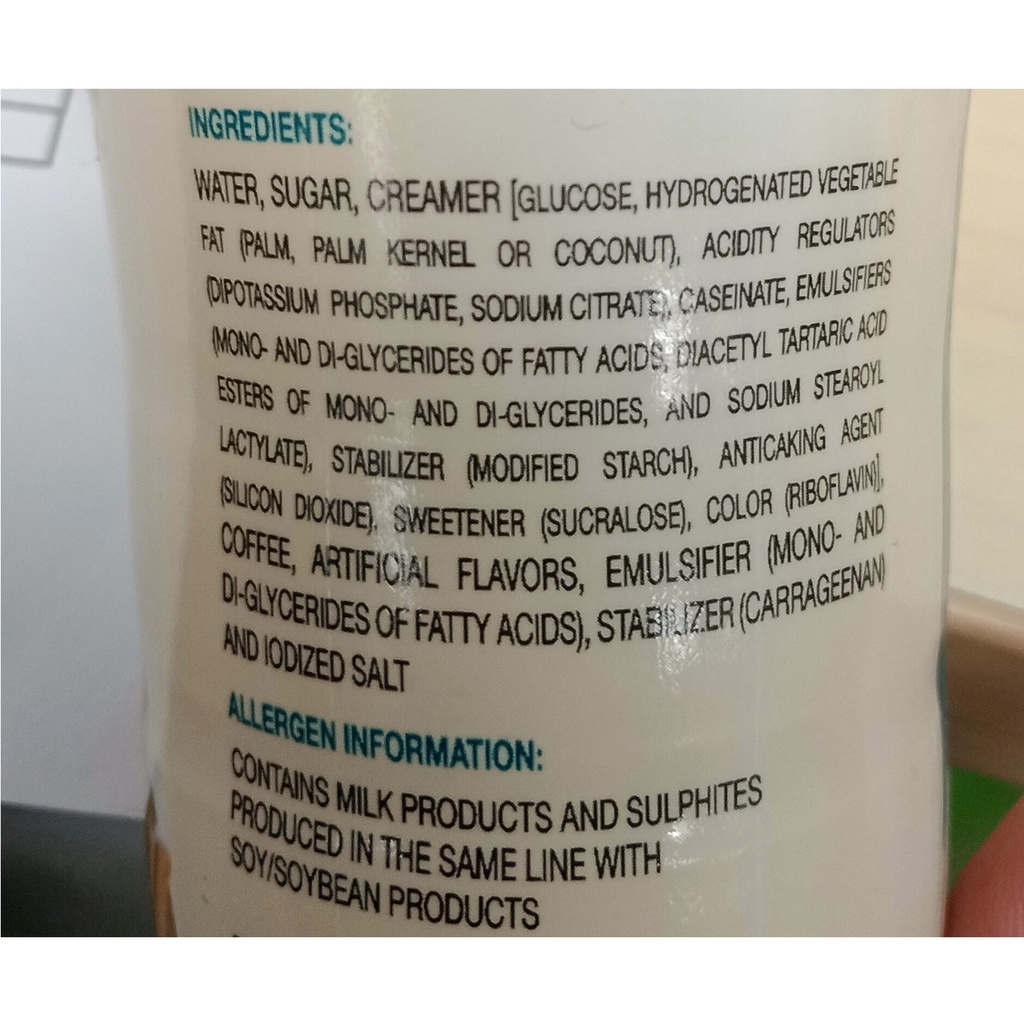 INGREDIENTS:
WATER, SUGAR, CREAMER [GLUCOSE, HYDROGENATED VEGETABLE
FAT (PALM, PALM KERNEL OR COCONUT), ACIDITY REGULATORS
(DIPOTASSIUM PHOSPHATE, SODIUM CITRATE), CASEINATE, EMULSIFIERS
(MONO- AND DI-GLYCERIDES OF FATTY ACIDS, DIACETYL TARTARIC ACID
ESTERS OF MONO- AND DI-GLYCERIDES, AND SODIUM STEAROYL
LACTYLATE), STABILIZER (MODIFIED STARCH), ANTICAKING AGENT
(SILICON DIOXIDE), SWEETENER (SUCRALOSE), COLOR (RIBOFLAVIN)],
COFFEE, ARTIFICIAL FLAVORS, EMULSIFIER (MONO- AND
DI-GLYCERIDES OF FATTY ACIDS), STABILIZER (CARRAGEENAN)
AND IODIZED SALT
ALLERGEN INFORMATION:
CONTAINS MILK PRODUCTS AND SULPHITES
PRODUCED IN THE SAME LINE WITH
SOY/SOYBEAN PRODUCTS